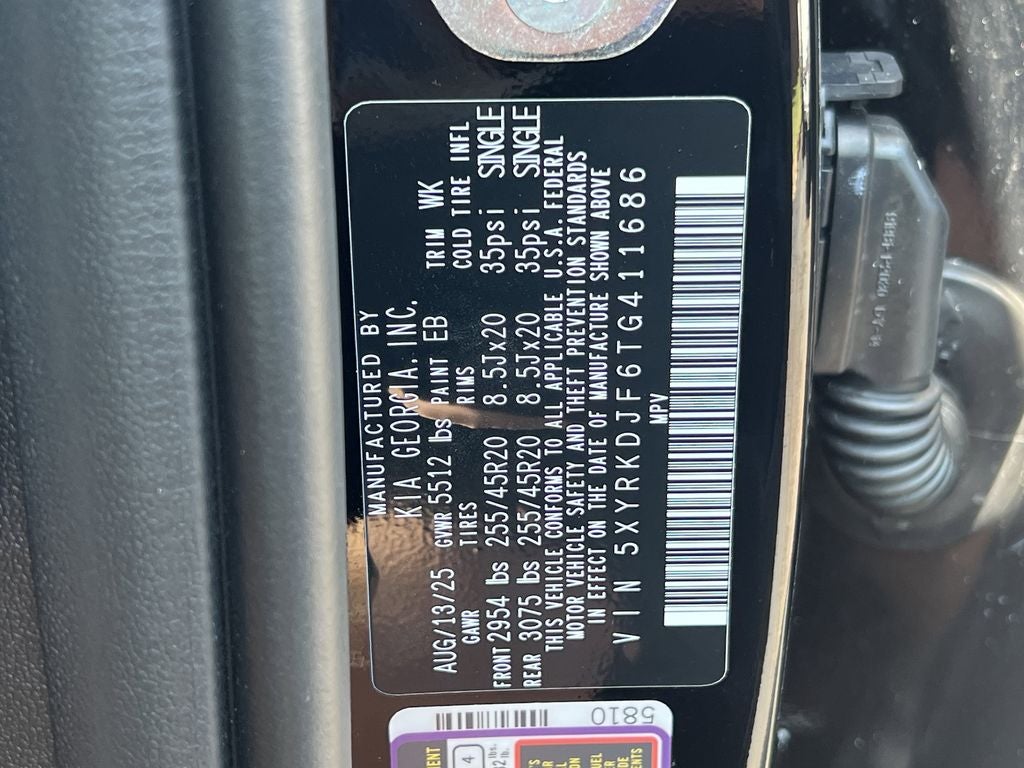 MANUFACTURED BY
KIA GEORGIA. INC.
AUG/13/25 GWVR 5512 lbs PAINT EB TRIM WK
GAWR TIRES RIMS COLD TIRE INFL
FRONT 2954 lbs 255/45R20 8.5Jx20 35psi SINGLE
REAR 3075 lbs 255/45R20 8.5Jx20 35psi SINGLE
THIS VEHICLE CONFORMS TO ALL APPLICABLE U.S.A. FEDERAL
MOTOR VEHICLE SAFETY AND THEFT PREVENTION STANDARDS
IN EFFECT ON THE DATE OF MANUFACTURE SHOWN ABOVE
VIN 5XYRKDJF6TG411686
MPV
5810
4